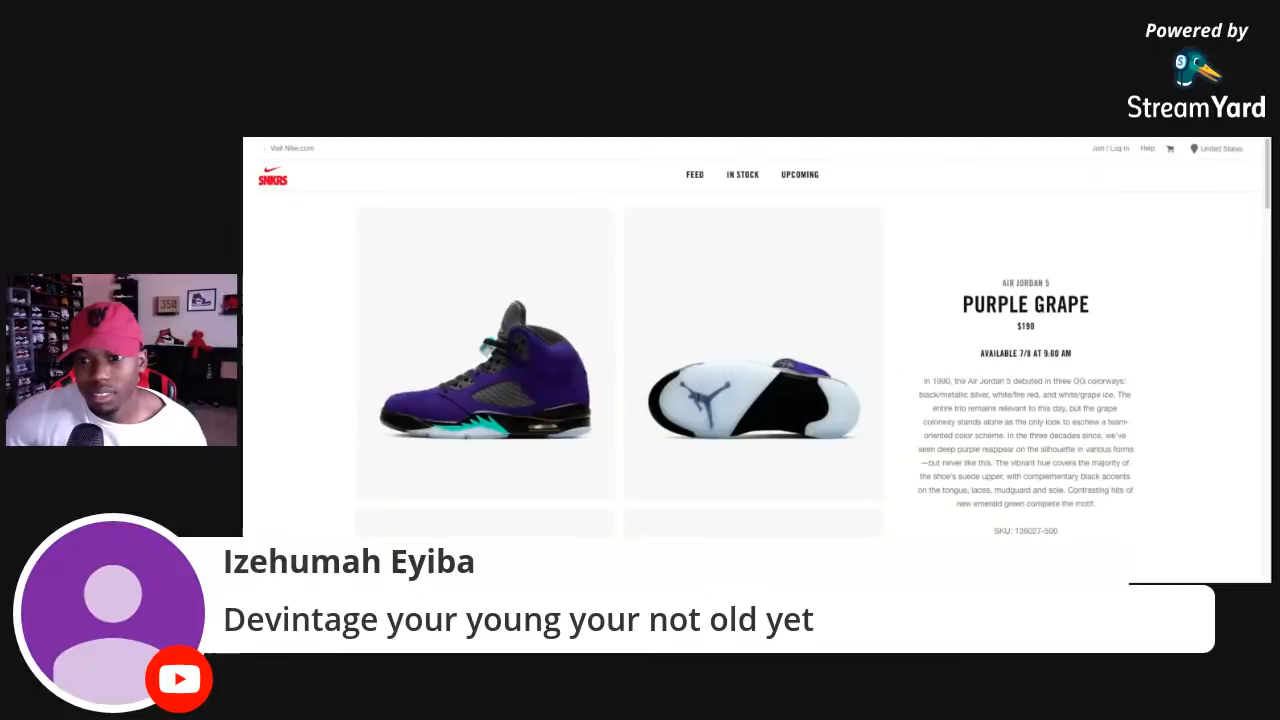 Powered by
StreamYard
Visit Nike.com
Join / Log In Help United States
SNKRS
FEED IN STOCK UPCOMING
AIR JORDAN 5
PURPLE GRAPE
$190
AVAILABLE 7/8 AT 9:00 AM
In 1990, the Air Jordan 5 debuted in three OG colorways:
black/metallic silver, white/fire red, and white/grape ice. The
entire trio remains relevant to this day, but the grape
colorway stands alone as the only look to eschew a team-
oriented color scheme. In the three decades since, we've
seen deep purple reappear on the silhouette in various forms
—but never like this. The vibrant hue covers the majority of
the shoe's suede upper, with complementary black accents
on the tongue, laces, mudguard and sole. Contrasting hits of
new emerald green complete the motif.
SKU: 136027-500
350
Izehumah Eyiba
Devintage your young your not old yet